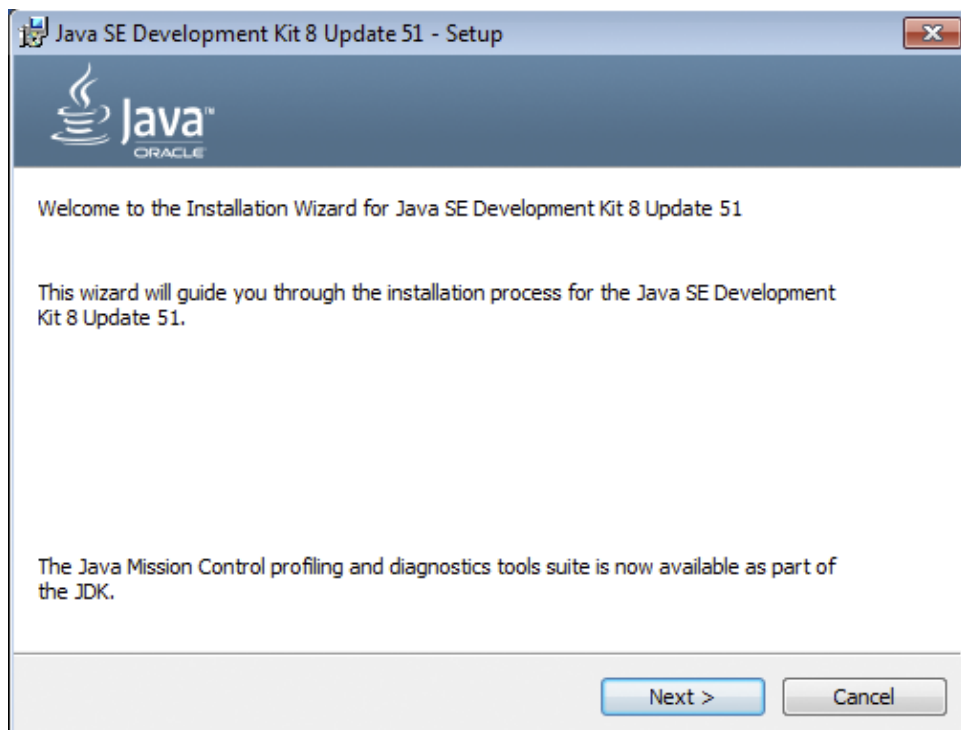 Java SE Development Kit 8 Update 51 - Setup
Java™
ORACLE
Welcome to the Installation Wizard for Java SE Development Kit 8 Update 51
This wizard will guide you through the installation process for the Java SE Development
Kit 8 Update 51.
The Java Mission Control profiling and diagnostics tools suite is now available as part of
the JDK.
Next >
Cancel